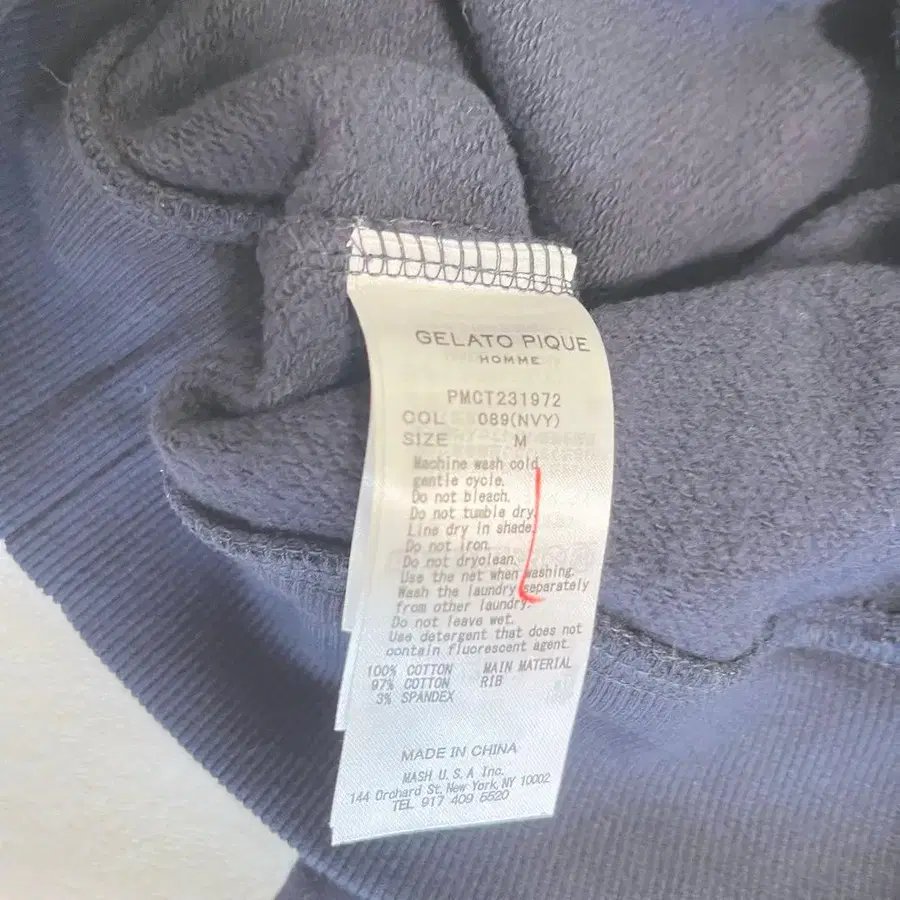 GELATO PIQUE
HOMME
PMCT231972
COL 089(NVY)
SIZE M
Machine wash cold
gentle cycle.
Do not bleach.
Do not tumble dry.
Line dry in shade.
Do not iron.
Do not dryclean.
Use the net when washing.
Wash the laundry separately
from other laundry.
Do not leave wet.
Use detergent that does not
contain fluorescent agent.
100% COTTON MAIN MATERIAL
97% COTTON RIB
3% SPANDEX
MADE IN CHINA
MASH U.S.A Inc.
144 Orchard St, New York, NY 10002
TEL 917 409 5520